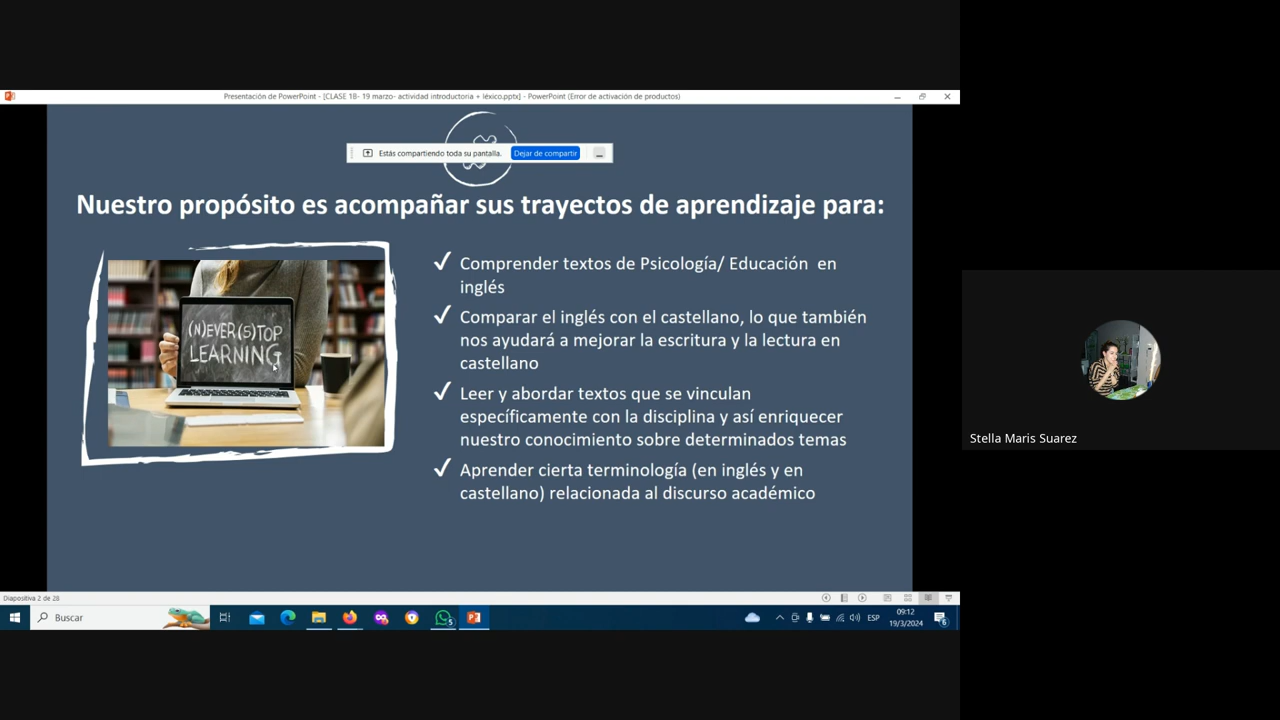 Presentación de PowerPoint - [CLASE 1B- 19 marzo- actividad introductoria + léxico.pptx] - PowerPoint (Error de activación de productos)
Estás compartiendo toda su pantalla.
Dejar de compartir
Nuestro propósito es acompañar sus trayectos de aprendizaje para:
(N)EVER (S)TOP
LEARNING
✓ Comprender textos de Psicología/ Educación en
inglés
✓ Comparar el inglés con el castellano, lo que también
nos ayudará a mejorar la escritura y la lectura en
castellano
✓ Leer y abordar textos que se vinculan
específicamente con la disciplina y así enriquecer
nuestro conocimiento sobre determinados temas
✓ Aprender cierta terminología (en inglés y en
castellano) relacionada al discurso académico
Stella Maris Suarez
Diapositiva 2 de 28
Buscar
5
ESP
09:12
19/3/2024
6